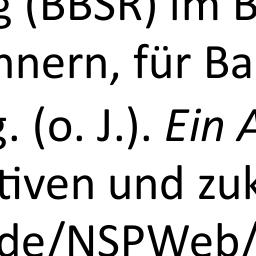 g (BBSR) im B
nnern, für Ba
g. (o. J.). Ein A
tiven und zuk
de/NSPWeb/